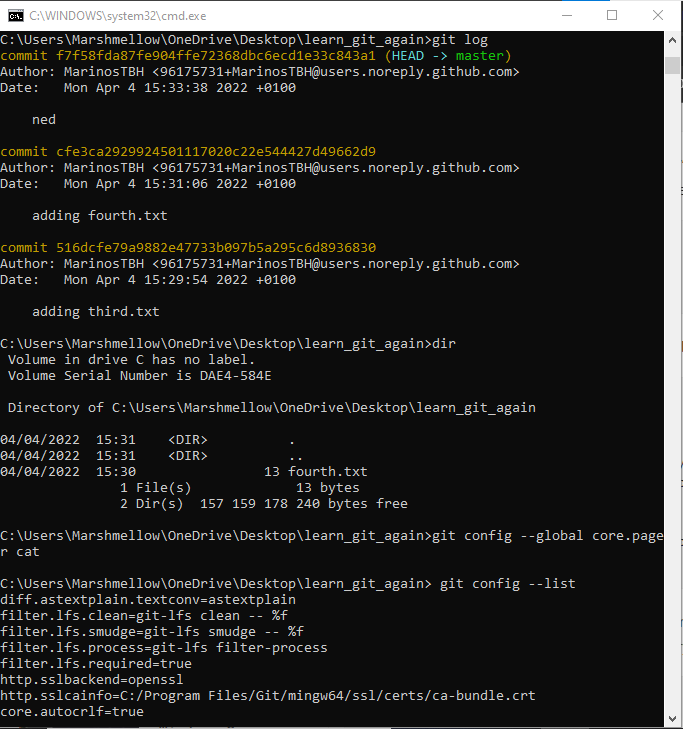 C:\WINDOWS\system32\cmd.exe
C:\Users\Marshmellow\OneDrive\Desktop\learn_git_again>git log
commit f7f58fda87fe904ffe72368dbc6ecd1e33c843a1 (HEAD -> master)
Author: MarinosTBH <96175731+MarinosTBH@users.noreply.github.com>
Date:   Mon Apr 4 15:33:38 2022 +0100
    ned
commit cfe3ca2929924501117020c22e544427d49662d9
Author: MarinosTBH <96175731+MarinosTBH@users.noreply.github.com>
Date:   Mon Apr 4 15:31:06 2022 +0100
    adding fourth.txt
commit 516dcfe79a9882e47733b097b5a295c6d8936830
Author: MarinosTBH <96175731+MarinosTBH@users.noreply.github.com>
Date:   Mon Apr 4 15:29:54 2022 +0100
    adding third.txt
C:\Users\Marshmellow\OneDrive\Desktop\learn_git_again>dir
 Volume in drive C has no label.
 Volume Serial Number is DAE4-584E
 Directory of C:\Users\Marshmellow\OneDrive\Desktop\learn_git_again
04/04/2022  15:31    <DIR>          .
04/04/2022  15:31    <DIR>          ..
04/04/2022  15:30                13 fourth.txt
               1 File(s)             13 bytes
               2 Dir(s)  157 159 178 240 bytes free
C:\Users\Marshmellow\OneDrive\Desktop\learn_git_again>git config --global core.page
r cat
C:\Users\Marshmellow\OneDrive\Desktop\learn_git_again> git config --list
diff.astextplain.textconv=astextplain
filter.lfs.clean=git-lfs clean -- %f
filter.lfs.smudge=git-lfs smudge -- %f
filter.lfs.process=git-lfs filter-process
filter.lfs.required=true
http.sslbackend=openssl
http.sslcainfo=C:/Program Files/Git/mingw64/ssl/certs/ca-bundle.crt
core.autocrlf=true